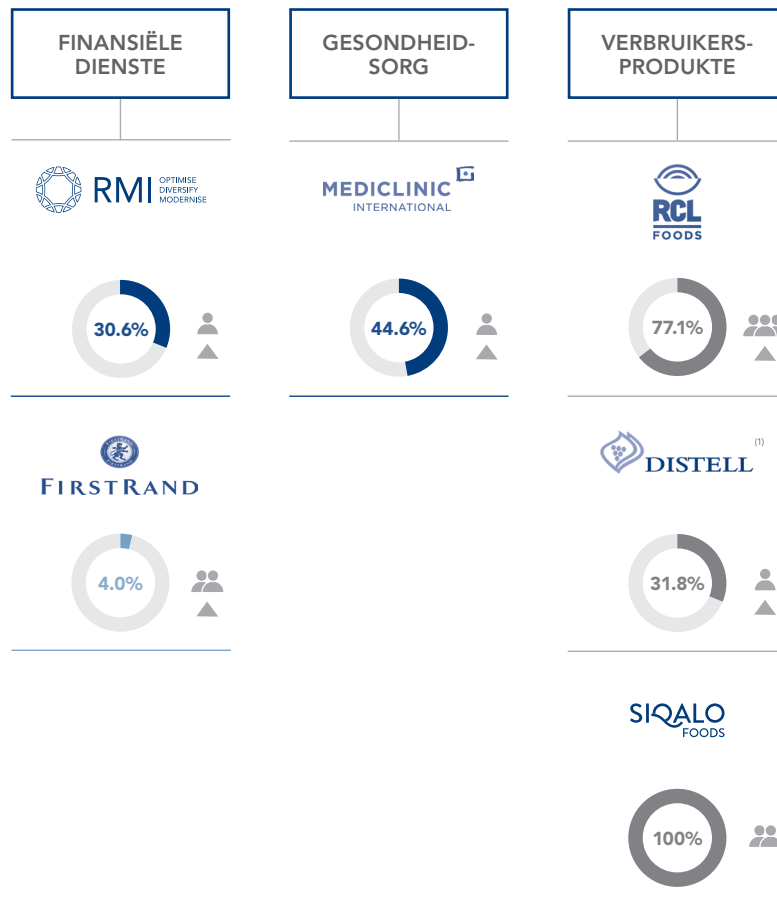 FINANSIËLE
DIENSTE
RMI
OPTIMISE
DIVERSIFY
MODERNISE
30.6%
FIRSTRAND
4.0%
GESONDHEID-
SORG
MEDICLINIC
INTERNATIONAL
44.6%
VERBRUIKERS-
PRODUKTE
RCL
FOODS
77.1%
DISTELL
(1)
31.8%
SIQALO
FOODS
100%